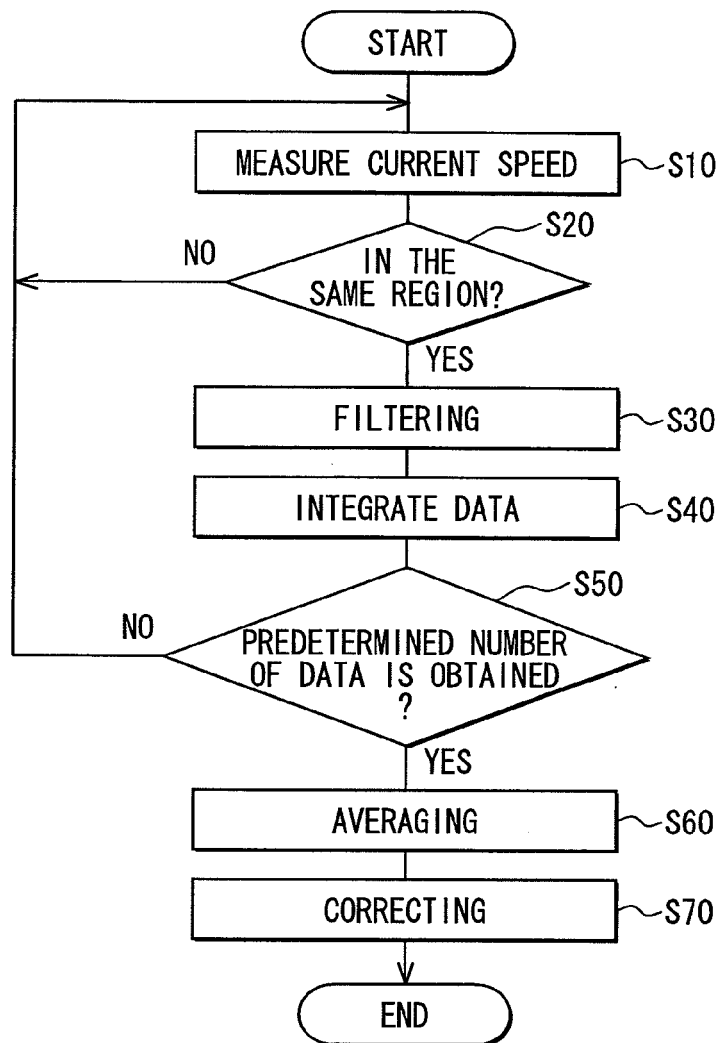 START
MEASURE CURRENT SPEED
S10
S20
NO
IN THE
SAME REGION?
YES
FILTERING
S30
INTEGRATE DATA
S40
S50
NO
PREDETERMINED NUMBER
OF DATA IS OBTAINED
?
YES
AVERAGING
S60
CORRECTING
S70
END